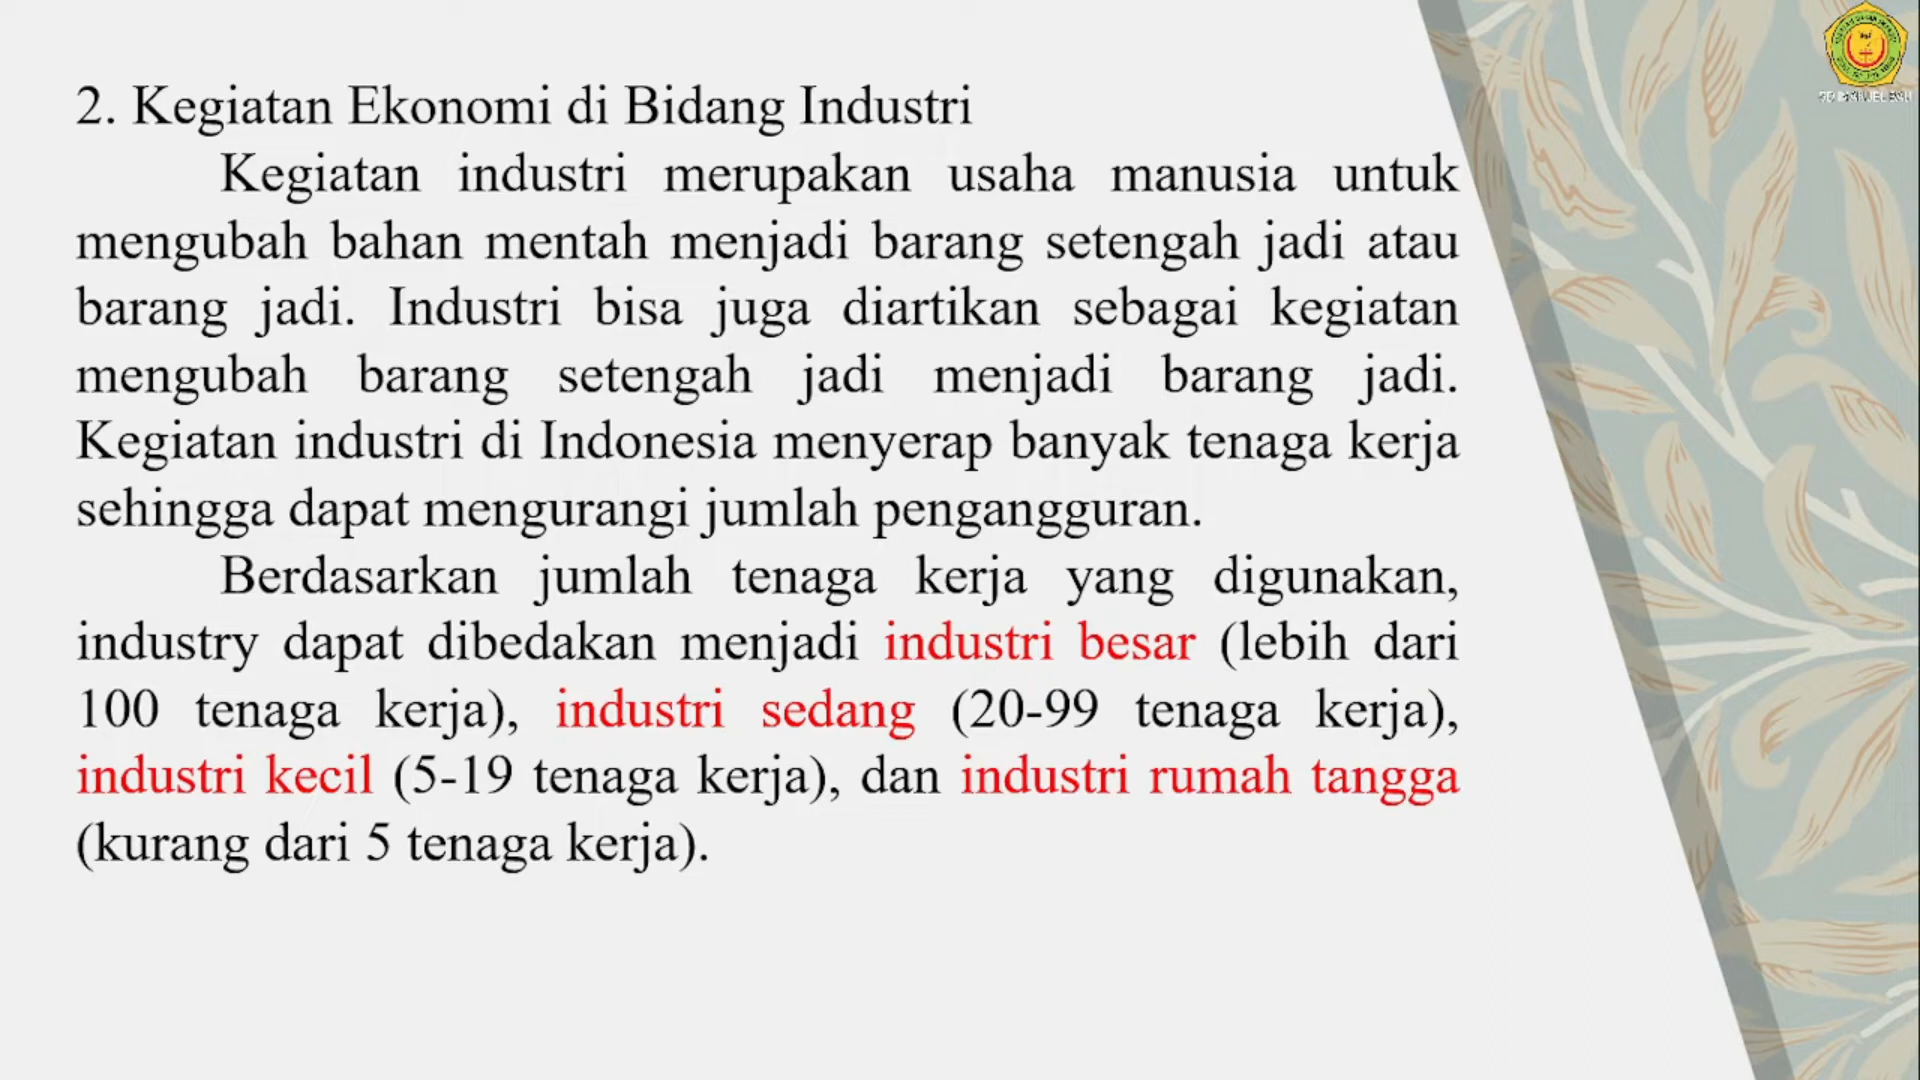 2. Kegiatan Ekonomi di Bidang Industri
Kegiatan industri merupakan usaha manusia untuk
mengubah bahan mentah menjadi barang setengah jadi atau
barang jadi. Industri bisa juga diartikan sebagai kegiatan
mengubah barang setengah jadi menjadi barang jadi.
Kegiatan industri di Indonesia menyerap banyak tenaga kerja
sehingga dapat mengurangi jumlah pengangguran.
Berdasarkan jumlah tenaga kerja yang digunakan,
industry dapat dibedakan menjadi industri besar (lebih dari
100 tenaga kerja), industri sedang (20-99 tenaga kerja),
industri kecil (5-19 tenaga kerja), dan industri rumah tangga
(kurang dari 5 tenaga kerja).